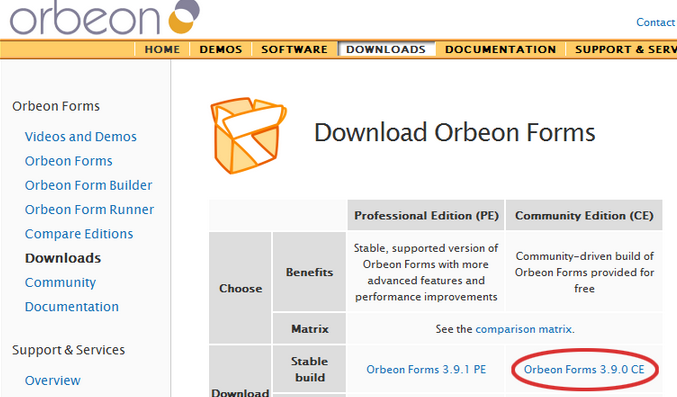 orbeon
Contact
HOME DEMOS SOFTWARE DOWNLOADS DOCUMENTATION SUPPORT & SERV
Orbeon Forms
Videos and Demos
Orbeon Forms
Orbeon Form Builder
Orbeon Form Runner
Compare Editions
Downloads
Community
Documentation
Support & Services
Overview
Download Orbeon Forms
Professional Edition (PE) Community Edition (CE)
Choose
Benefits
Stable, supported version of
Orbeon Forms with more
advanced features and
performance improvements
Community-driven build of
Orbeon Forms provided for
free
Matrix
See the comparison matrix.
Download
Stable
build
Orbeon Forms 3.9.1 PE
Orbeon Forms 3.9.0 CE